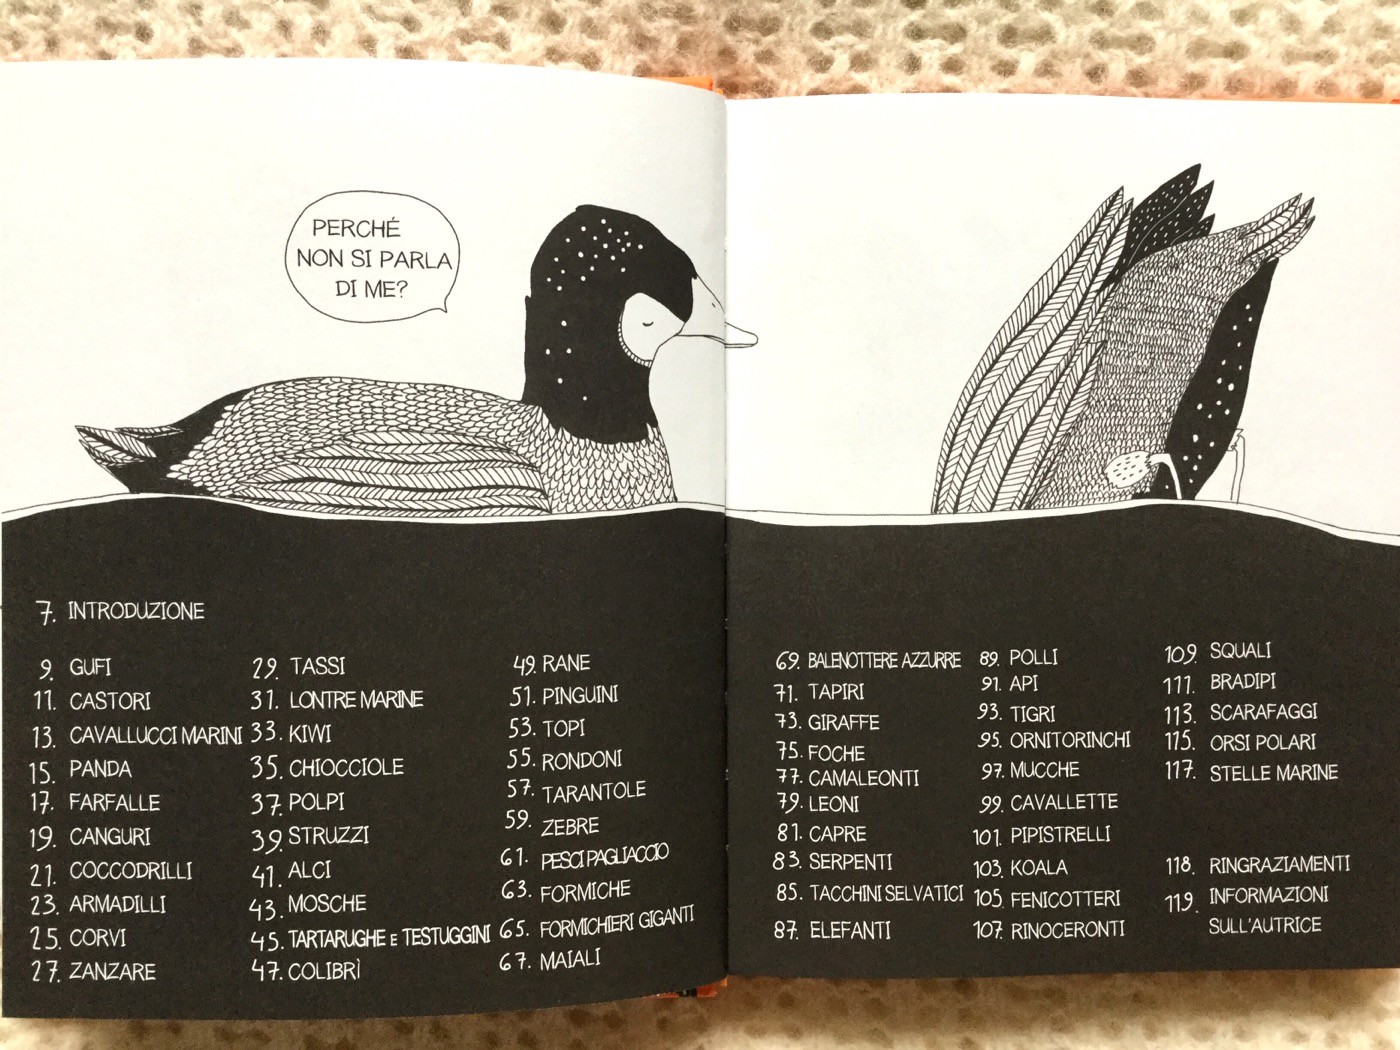 PERCHÉ
NON SI PARLA
DI ME?
7. INTRODUZIONE
9. GUFI
11. CASTORI
13. CAVALLUCCI MARINI
15. PANDA
17. FARFALLE
19. CANGURI
21. COCCODRILLI
23. ARMADILLI
25. CORVI
27. ZANZARE
29. TASSI
31. LONTRE MARINE
33. KIWI
35. CHIOCCIOLE
37. POLPI
39. STRUZZI
41. ALCI
43. MOSCHE
45. TARTARUGHE E TESTUGGINI
47. COLIBRÌ
49. RANE
51. PINGUINI
53. TOPI
55. RONDONI
57. TARANTOLE
59. ZEBRE
61. PESCI PAGLIACCIO
63. FORMICHE
65. FORMICHIERI GIGANTI
67. MAIALI
69. BALENOTTERE AZZURRE
71. TAPIRI
73. GIRAFFE
75. FOCHE
77. CAMALEONTI
79. LEONI
81. CAPRE
83. SERPENTI
85. TACCHINI SELVATICI
87. ELEFANTI
89. POLLI
91. API
93. TIGRI
95. ORNITORINCHI
97. MUCCHE
99. CAVALLETTE
101. PIPISTRELLI
103. KOALA
105. FENICOTTERI
107. RINOCERONTI
109. SQUALI
111. BRADIPI
113. SCARAFAGGI
115. ORSI POLARI
117. STELLE MARINE
118. RINGRAZIAMENTI
119. INFORMAZIONI
SULL'AUTRICE